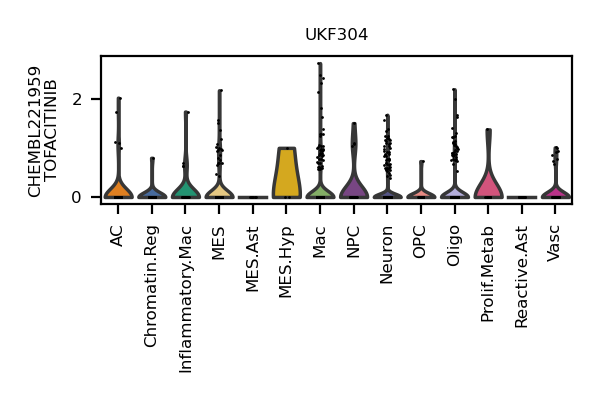 UKF304
CHEMBL221959
TOFACITINIB
2
0
AC
Chromatin.Reg
Inflammatory.Mac
MES
MES.Ast
MES.Hyp
Mac
NPC
Neuron
OPC
Oligo
Prolif.Metab
Reactive.Ast
Vasc